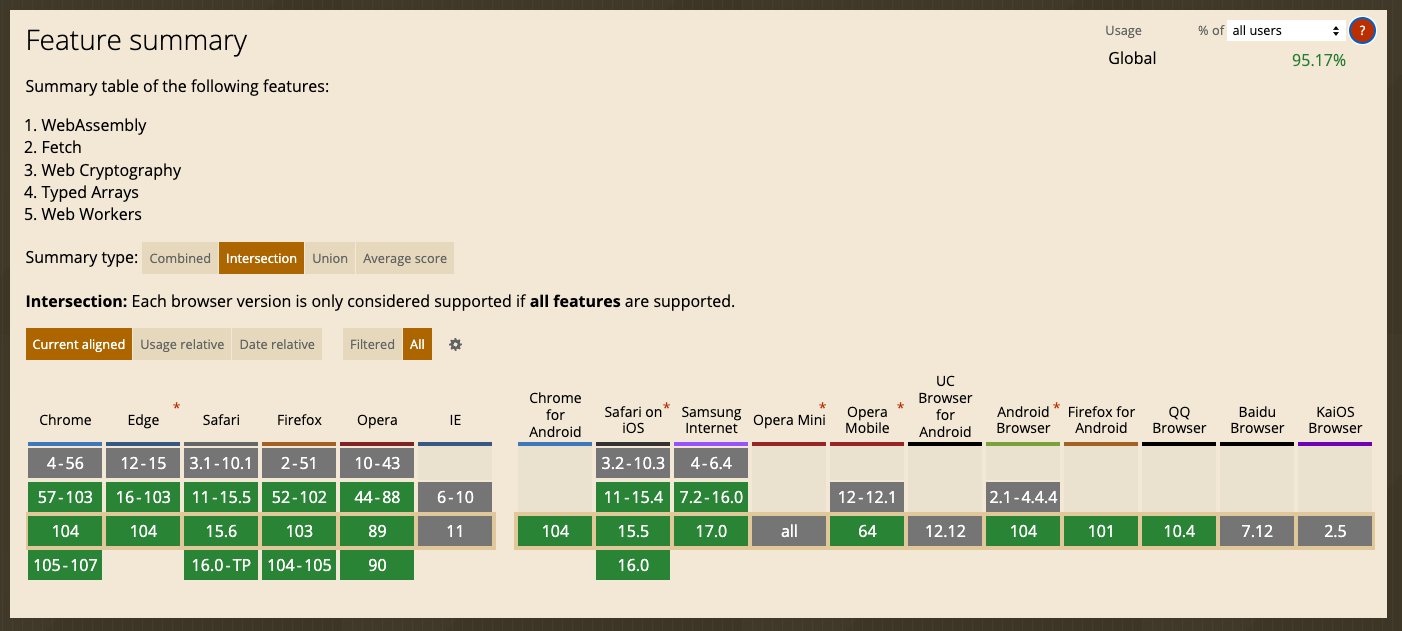 Feature summary
Usage % of all users ?
Global 95.17%
Summary table of the following features:
1. WebAssembly
2. Fetch
3. Web Cryptography
4. Typed Arrays
5. Web Workers
Summary type: Combined Intersection Union Average score
Intersection: Each browser version is only considered supported if all features are supported.
Current aligned Usage relative Date relative Filtered All
Chrome Edge * Safari Firefox Opera IE Chrome for Android Safari on iOS * Samsung Internet Opera Mini * Opera Mobile * UC Browser for Android Android Browser * Firefox for Android QQ Browser Baidu Browser KaiOS Browser
4-56 12-15 3.1-10.1 2-51 10-43 3.2-10.3 4-6.4
57-103 16-103 11-15.5 52-102 44-88 6-10 11-15.4 7.2-16.0 12-12.1 2.1-4.4.4
104 104 15.6 103 89 11 104 15.5 17.0 all 64 12.12 104 101 10.4 7.12 2.5
105-107 16.0-TP 104-105 90 16.0